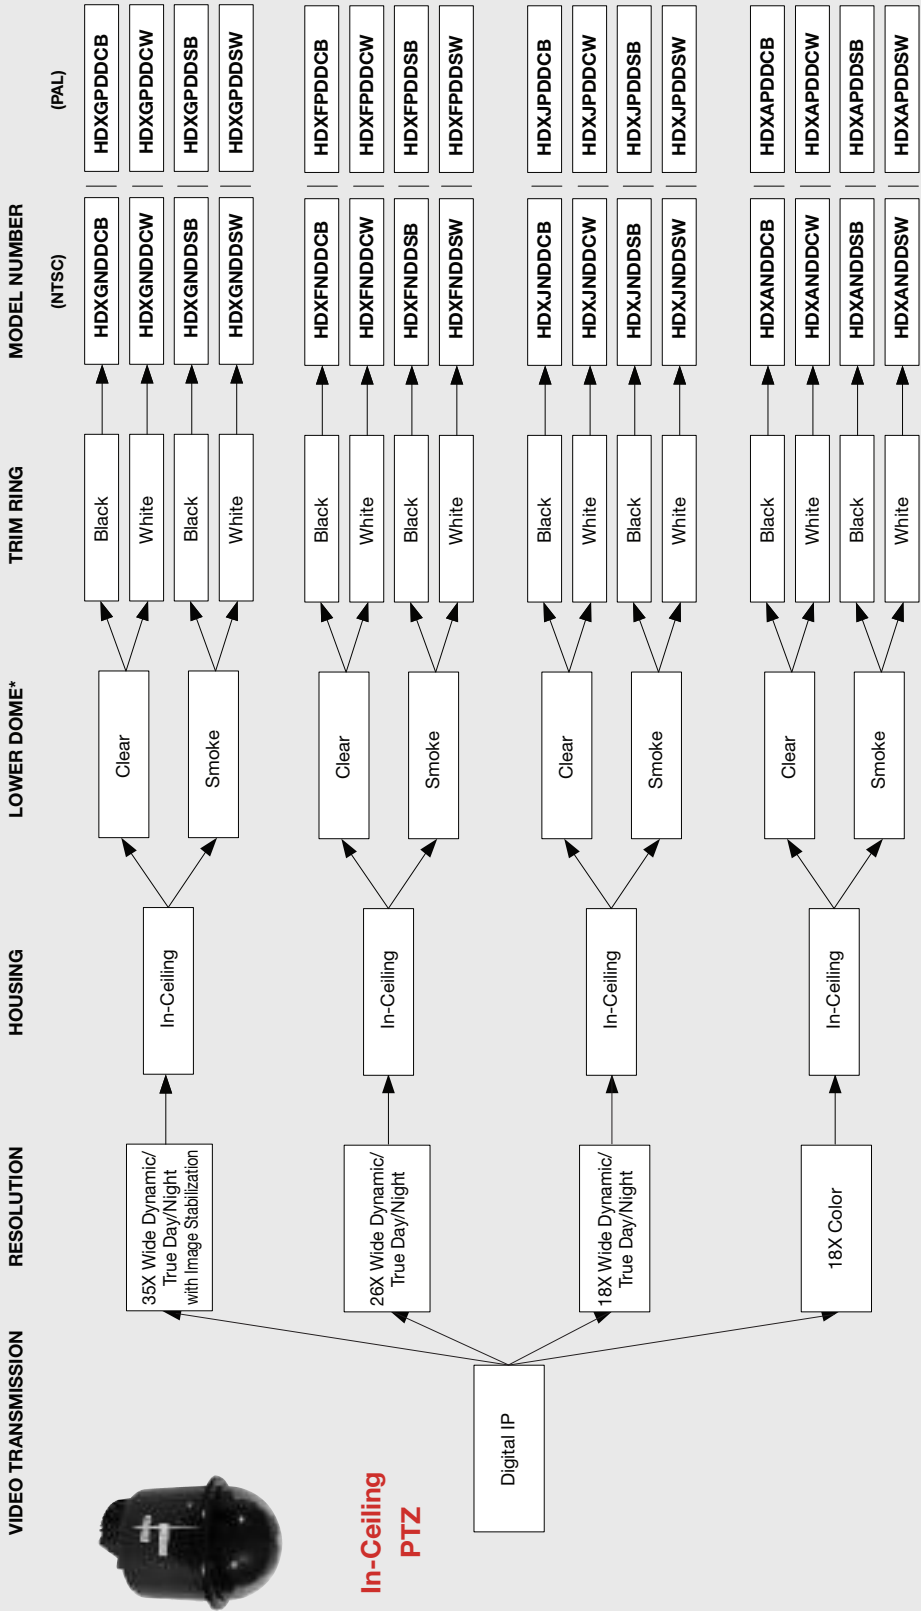 VIDEO TRANSMISSION
RESOLUTION
HOUSING
LOWER DOME*
TRIM RING
MODEL NUMBER
(NTSC)
(PAL)
In-Ceiling
PTZ
Digital IP
35X Wide Dynamic/
True Day/Night
with Image Stabilization
In-Ceiling
Clear
Black
HDXGNDDCB
HDXGPDDCB
White
HDXGNDDCW
HDXGPDDCW
Smoke
Black
HDXGNDDSB
HDXGPDDSB
White
HDXGNDDSW
HDXGPDDSW
26X Wide Dynamic/
True Day/Night
In-Ceiling
Clear
Black
HDXFNDDCB
HDXFPDDCB
White
HDXFNDDCW
HDXFPDDCW
Smoke
Black
HDXFNDDSB
HDXFPDDSB
White
HDXFNDDSW
HDXFPDDSW
18X Wide Dynamic/
True Day/Night
In-Ceiling
Clear
Black
HDXJNDDCB
HDXJPDDCB
White
HDXJNDDCW
HDXJPDDCW
Smoke
Black
HDXJNDDSB
HDXJPDDSB
White
HDXJNDDSW
HDXJPDDSW
18X Color
In-Ceiling
Clear
Black
HDXANDDCB
HDXAPDDCB
White
HDXANDDCW
HDXAPDDCW
Smoke
Black
HDXANDDSB
HDXAPDDSB
White
HDXANDDSW
HDXAPDDSW